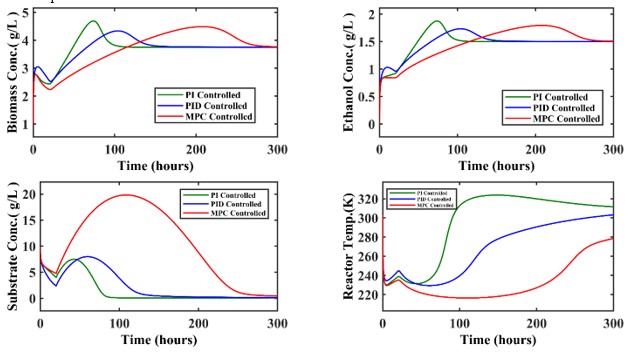 Biomass Conc.( g/L )
5
4
3
2
1
0
100
200
300
Time (hours)
PI Controlled
PID Controlled
MPC Controlled
Ethanol Conc.( g/L )
2
1.5
1
0.5
0
0
100
200
300
Time (hours)
PI Controlled
PID Controlled
MPC Controlled
Substrate Conc.( g/L)
20
15
10
5
0
0
100
200
300
Time (hours)
PI Controlled
PID Controlled
MPC Controlled
Reactor Temp.(K)
320
300
280
260
240
220
0
100
200
300
Time (hours)
PI Controlled
PID Controlled
MPC Controlled